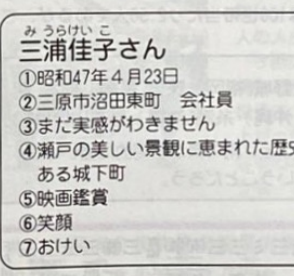 み うらけい こ
三浦佳子さん
①昭和47年4月23日
②三原市沼田東町　会社員
③まだ実感がわきません
④瀬戸の美しい景観に恵まれた歴史
ある城下町
⑤映画鑑賞
⑥笑顔
⑦おけい